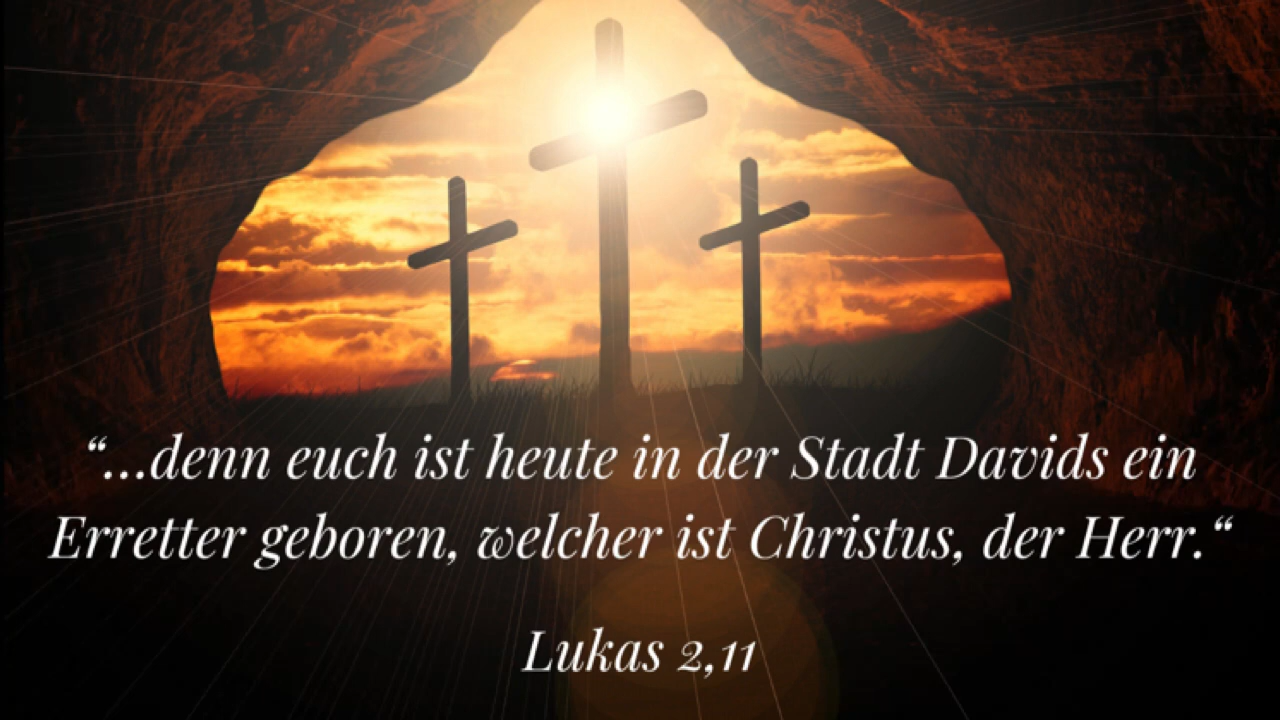 “...denn euch ist heute in der Stadt Davids ein
Erretter geboren, welcher ist Christus, der Herr.“
Lukas 2,11